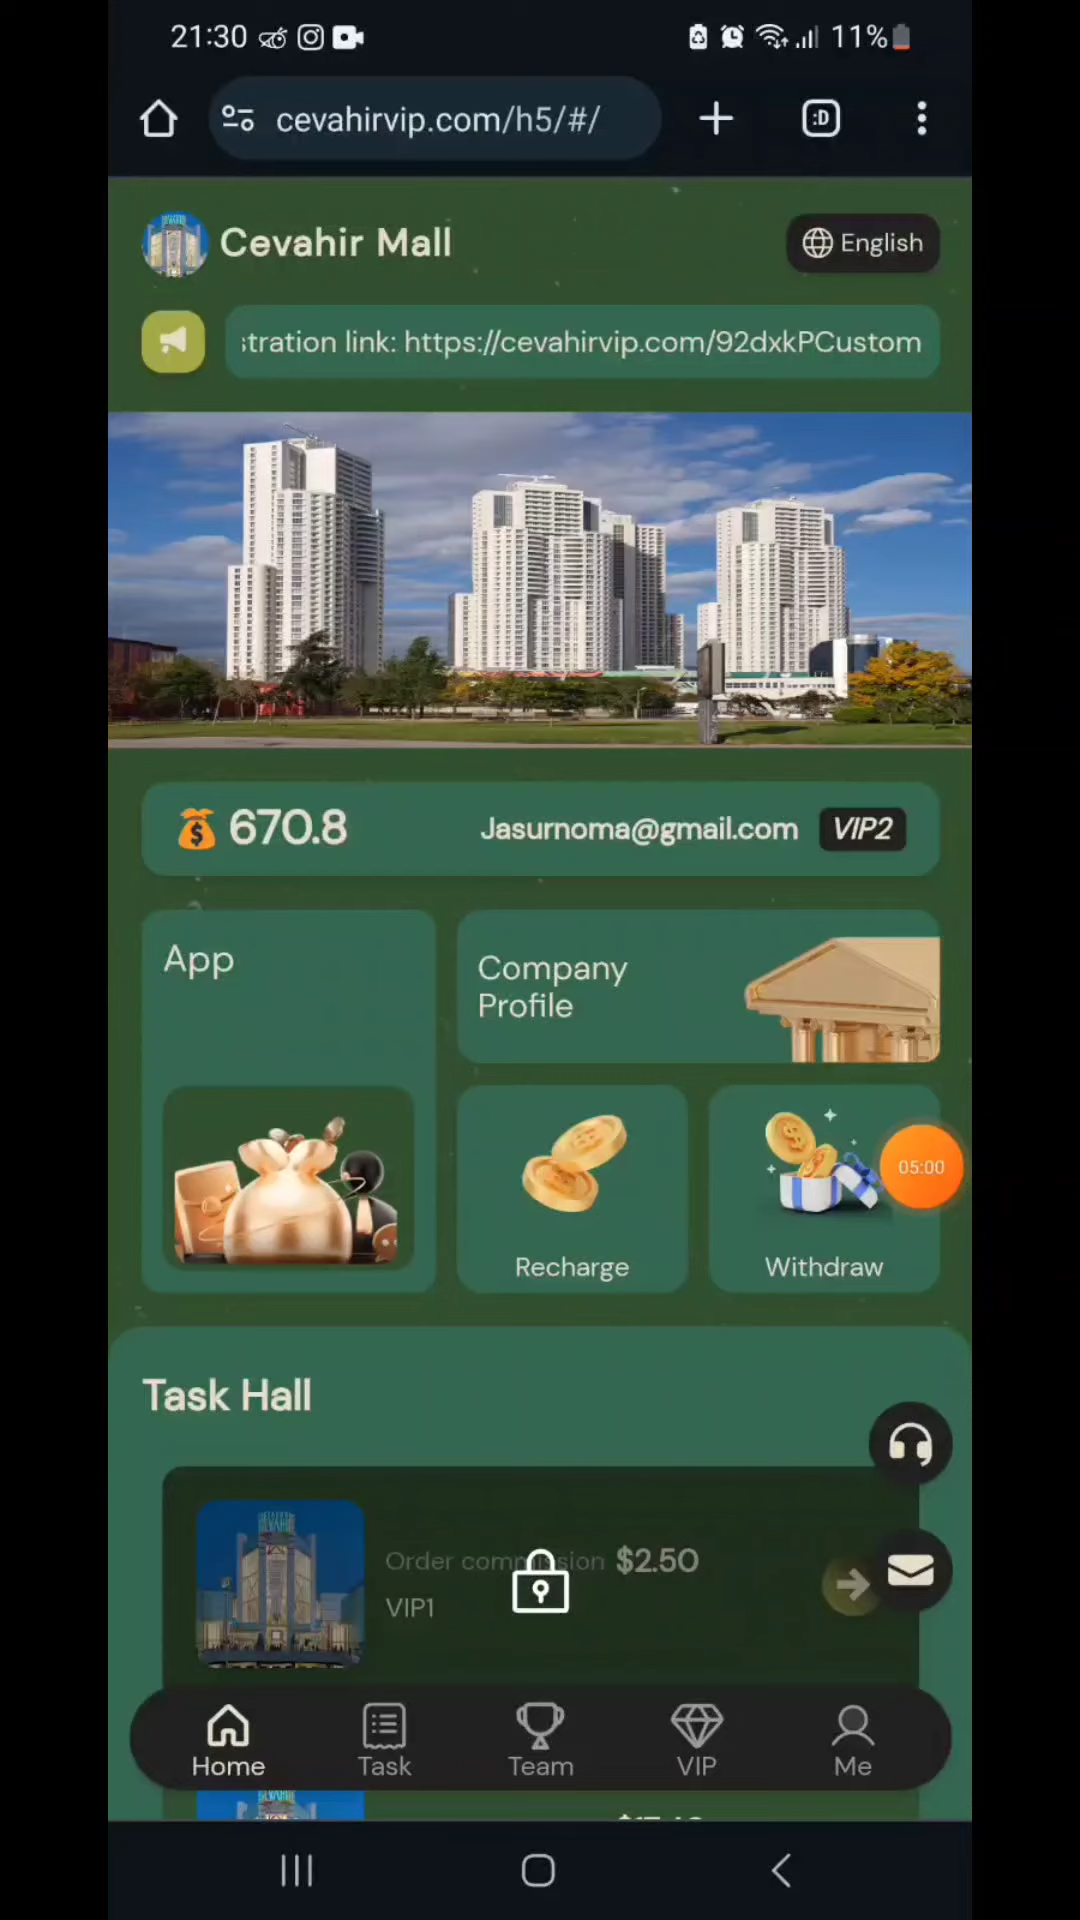 21:30
11%
cevahirvip.com/h5/#/
:D
Cevahir Mall
English
stration link: https://cevahirvip.com/92dxkPCustom
670.8
Jasurnoma@gmail.com
VIP2
App
Company
Profile
05:00
Recharge
Withdraw
Task Hall
Order commission $2.50
VIP1
Home
Task
Team
VIP
Me